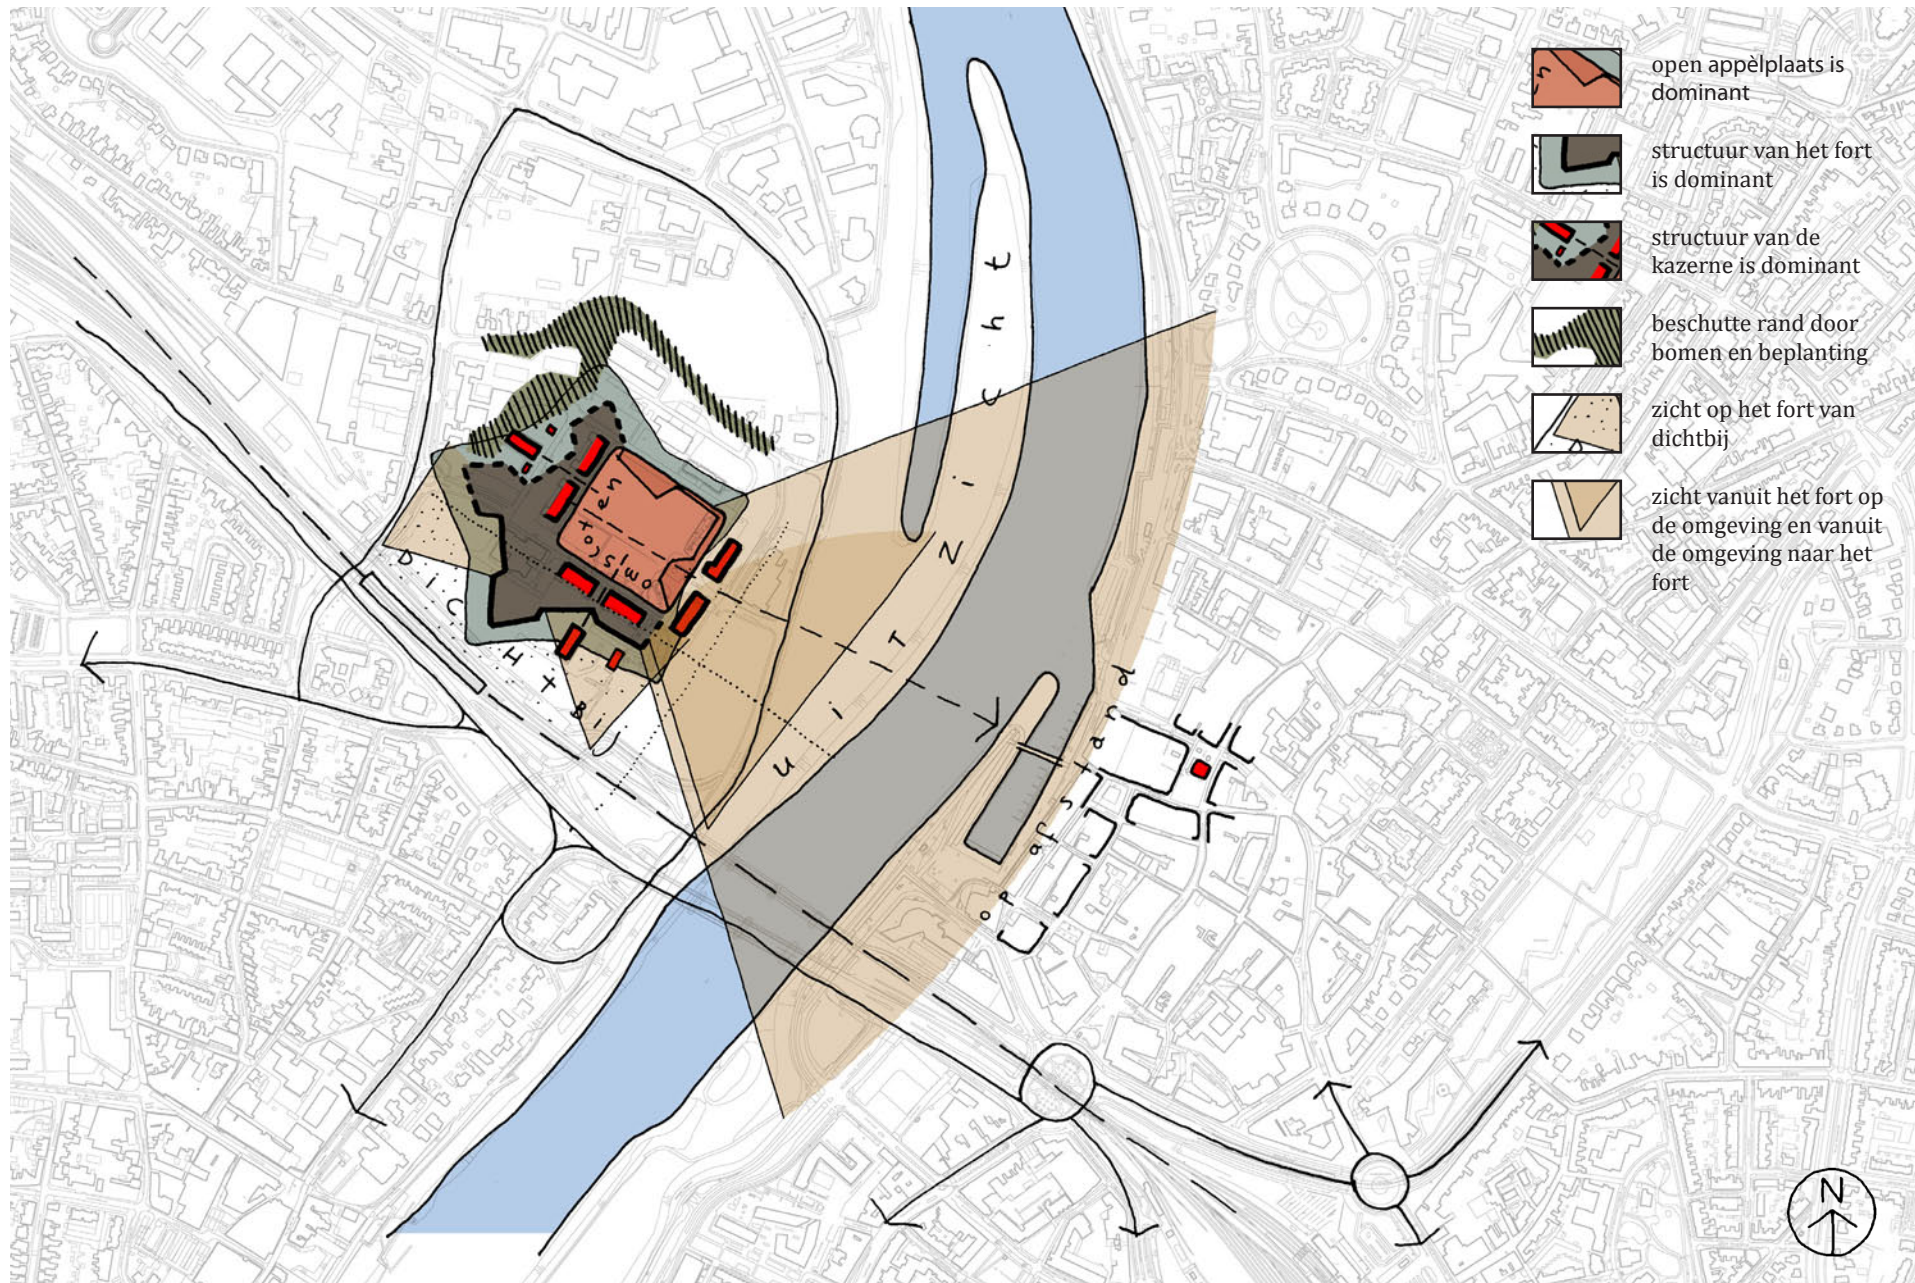 open appèlplaats is
dominant
structuur van het fort
is dominant
structuur van de
kazerne is dominant
beschutte rand door
bomen en beplanting
zicht op het fort van
dichtbij
zicht vanuit het fort op
de omgeving en vanuit
de omgeving naar het
fort
omsloten
DICHTBIJ
UiTZicht
op afstand
N